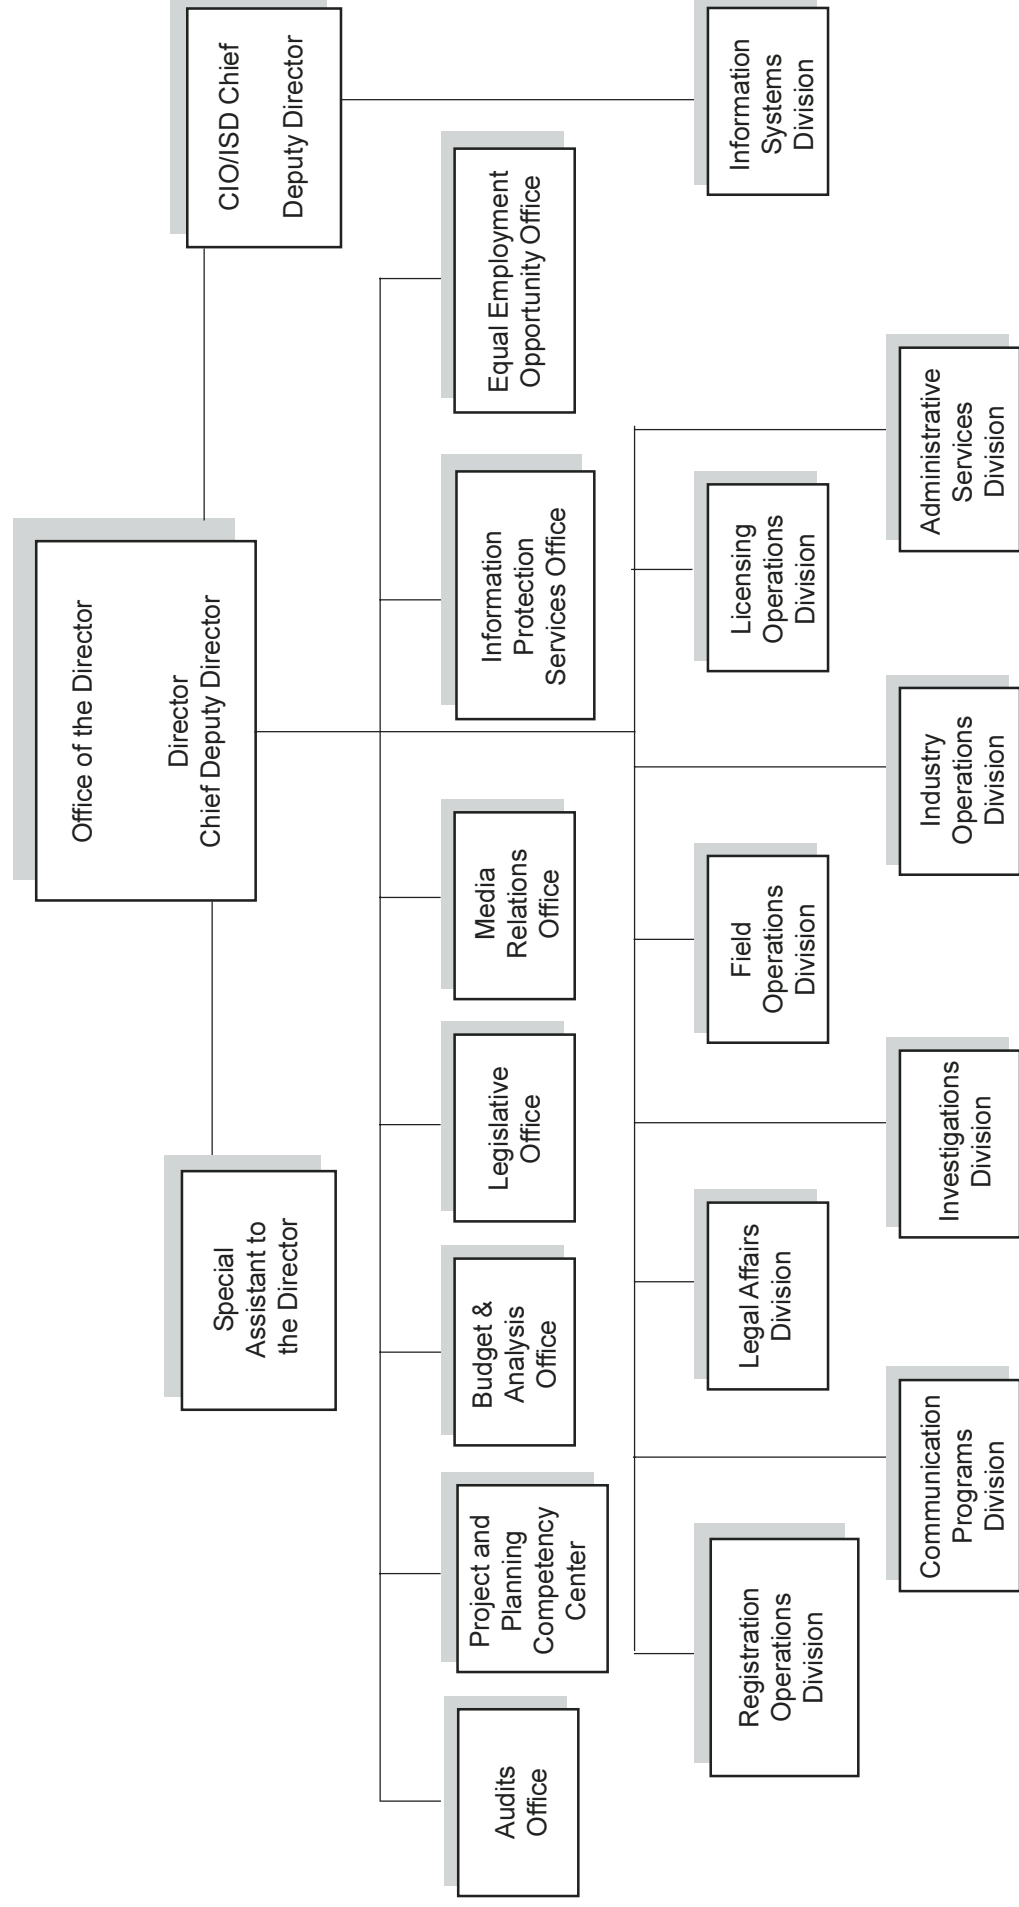 Office of the Director
Director
Chief Deputy Director
Special
Assistant to
the Director
CIO/ISD Chief
Deputy Director
Audits
Office
Project and
Planning
Competency
Center
Budget &
Analysis
Office
Legislative
Office
Media
Relations
Office
Information
Protection
Services Office
Equal Employment
Opportunity Office
Registration
Operations
Division
Legal Affairs
Division
Field
Operations
Division
Licensing
Operations
Division
Information
Systems
Division
Communication
Programs
Division
Investigations
Division
Industry
Operations
Division
Administrative
Services
Division